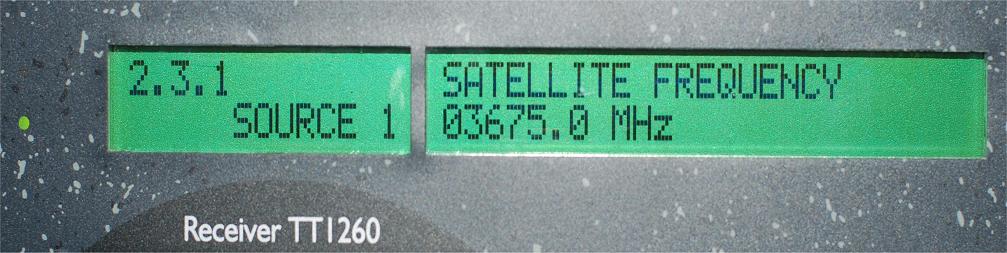 2.3.1
SOURCE 1
SATELLITE FREQUENCY
03675.0 MHz
Receiver TT1260